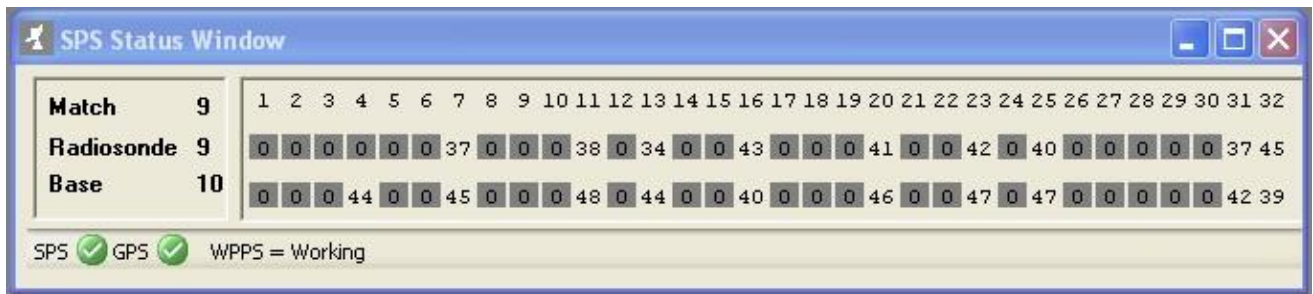 SPS Status Window
Match 9
Radiosonde 9
Base 10
1 2 3 4 5 6 7 8 9 10 11 12 13 14 15 16 17 18 19 20 21 22 23 24 25 26 27 28 29 30 31 32
0 0 0 0 0 0 37 0 0 0 38 0 34 0 0 43 0 0 0 41 0 0 42 0 40 0 0 0 0 0 37 45
0 0 0 44 0 0 45 0 0 0 48 0 44 0 0 40 0 0 0 46 0 0 47 0 47 0 0 0 0 0 42 39
SPS GPS WPPS = Working